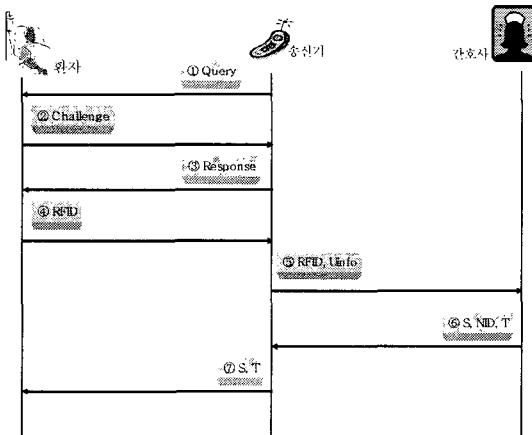 환자
송신기
간호사
① Query
② Challenge
③ Response
④ RFID
⑤ RFID, Uinfo
⑥ S, NID, T
⑦ S, T